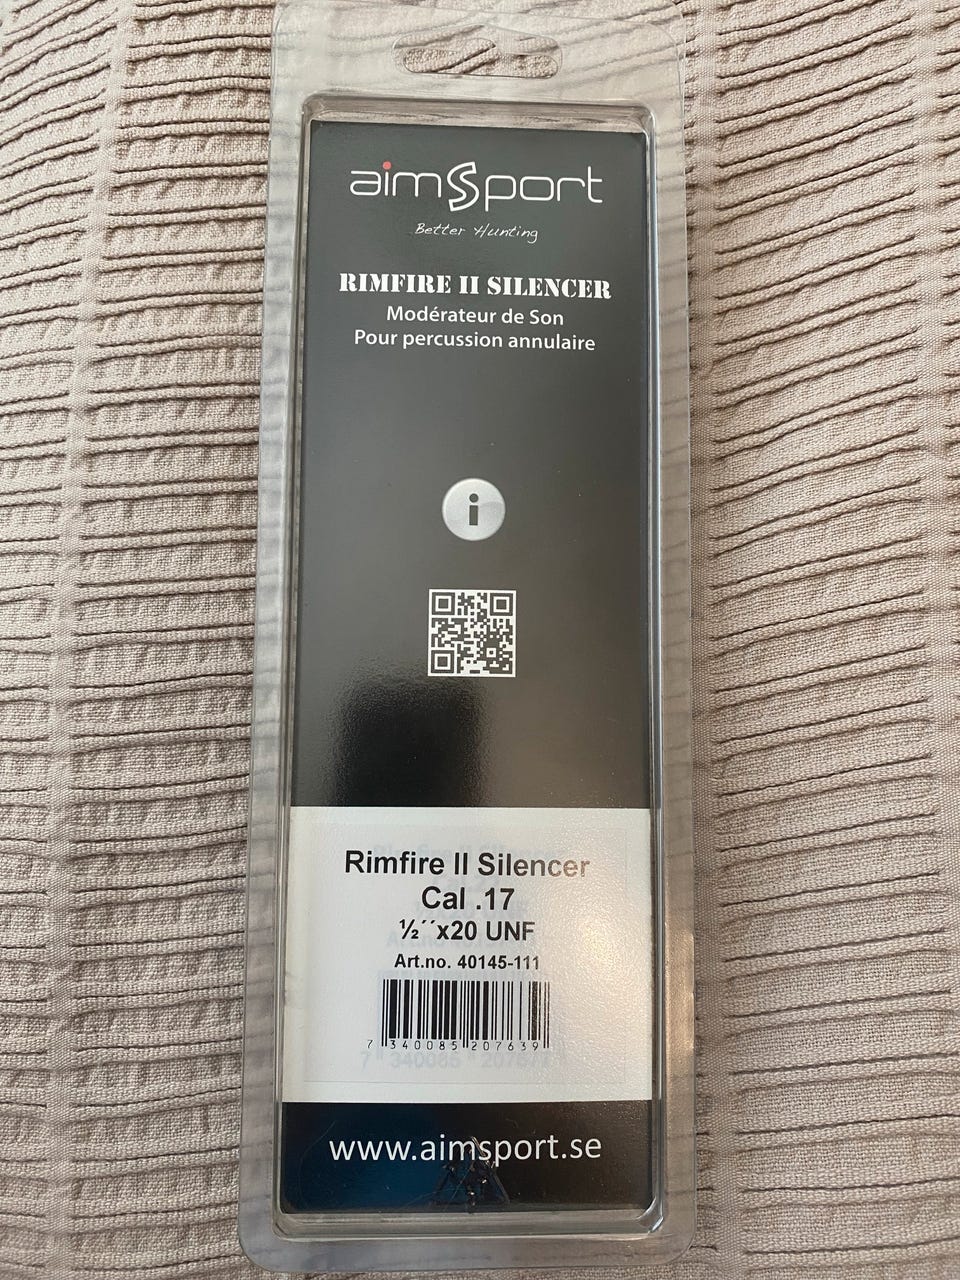 aimSport
Better Hunting
RIMFIRE II SILENCER
Modérateur de Son
Pour percussion annulaire
i
Rimfire II Silencer
Cal .17
½´´x20 UNF
Art.no. 40145-111
7 340085 207639
www.aimsport.se